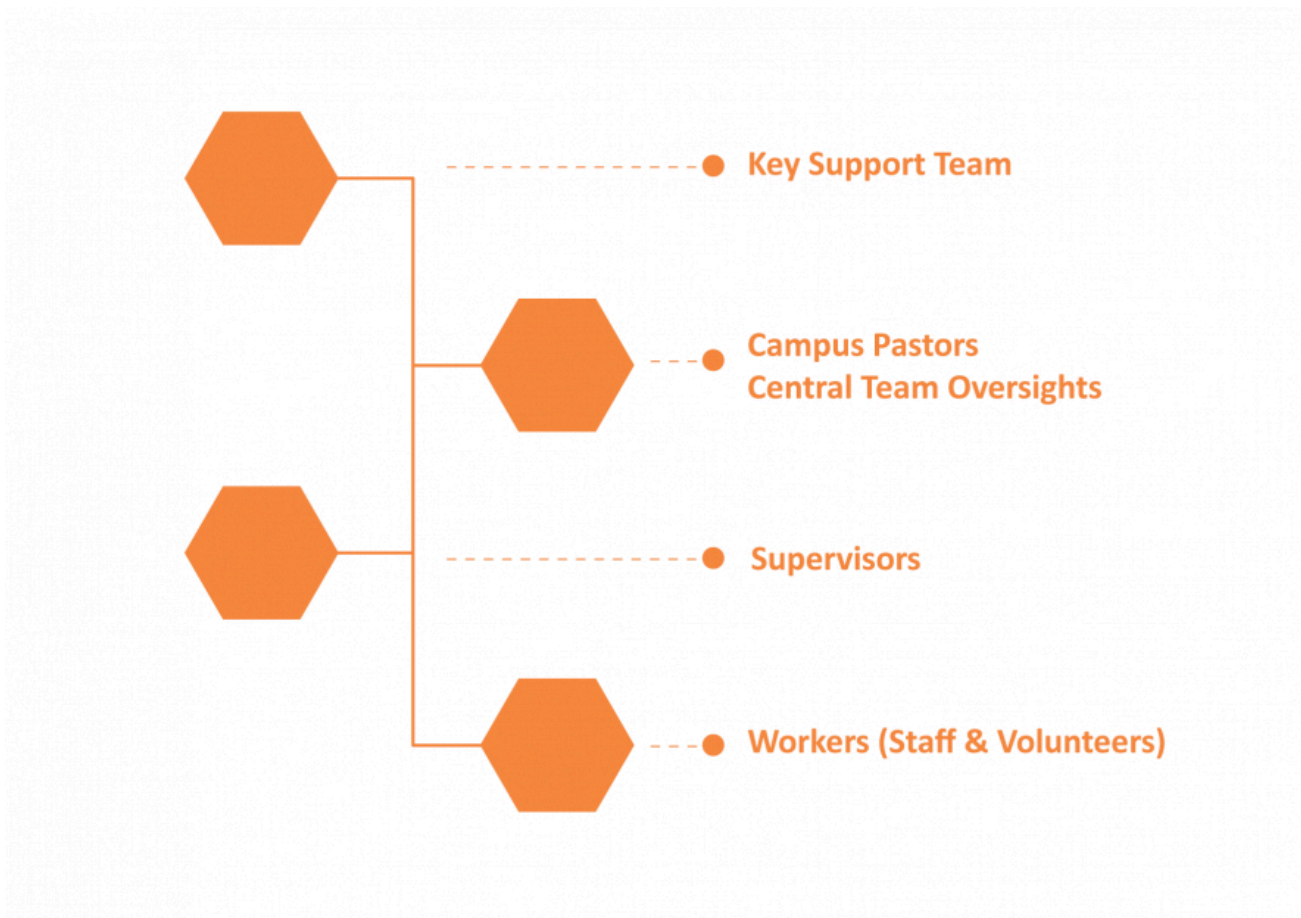 Key Support Team
Campus Pastors
Central Team Oversights
Supervisors
Workers (Staff & Volunteers)